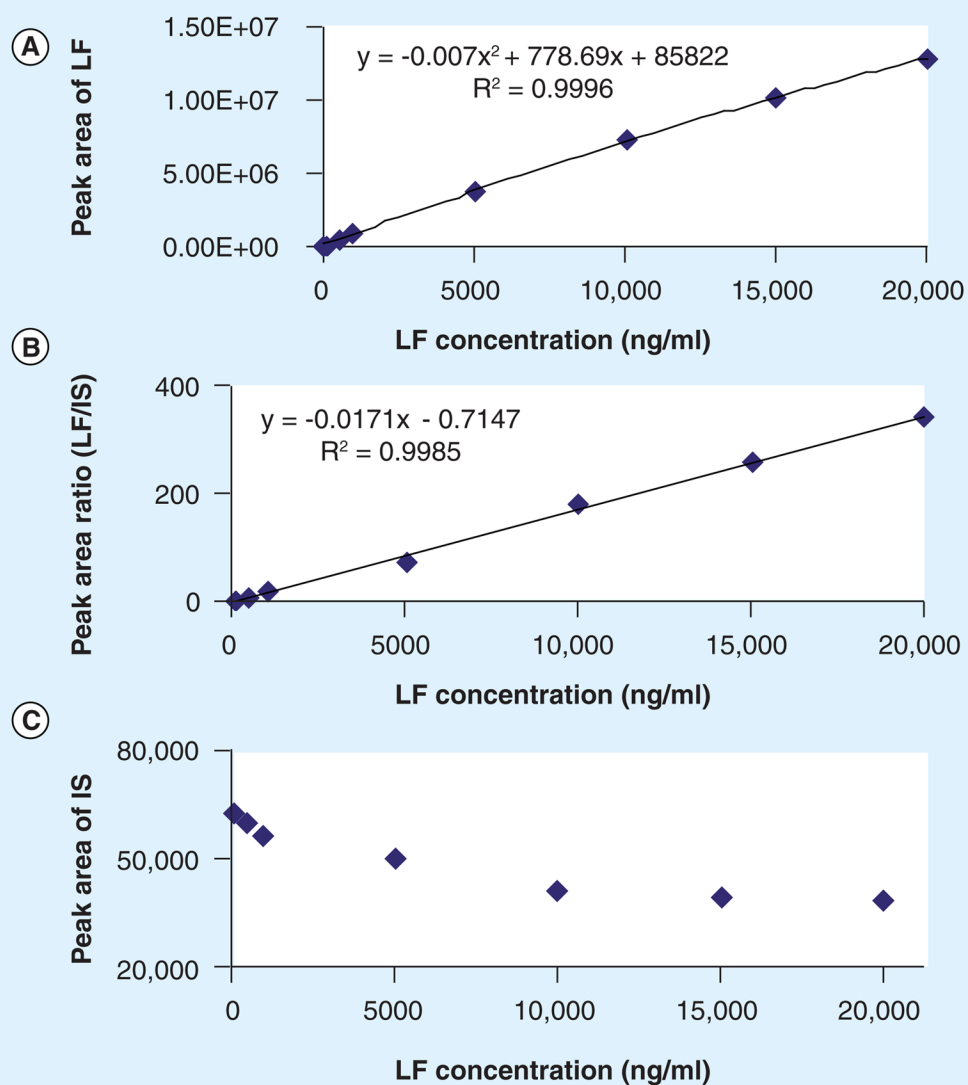 A
Peak area of LF
1.50E+07
1.00E+07
5.00E+06
0.00E+00
y = -0.007x² + 778.69x + 85822
R² = 0.9996
0 5000 10,000 15,000 20,000
LF concentration (ng/ml)
B
Peak area ratio (LF/IS)
400
200
0
y = -0.0171x - 0.7147
R² = 0.9985
0 5000 10,000 15,000 20,000
LF concentration (ng/ml)
C
Peak area of IS
80,000
50,000
20,000
0 5000 10,000 15,000 20,000
LF concentration (ng/ml)